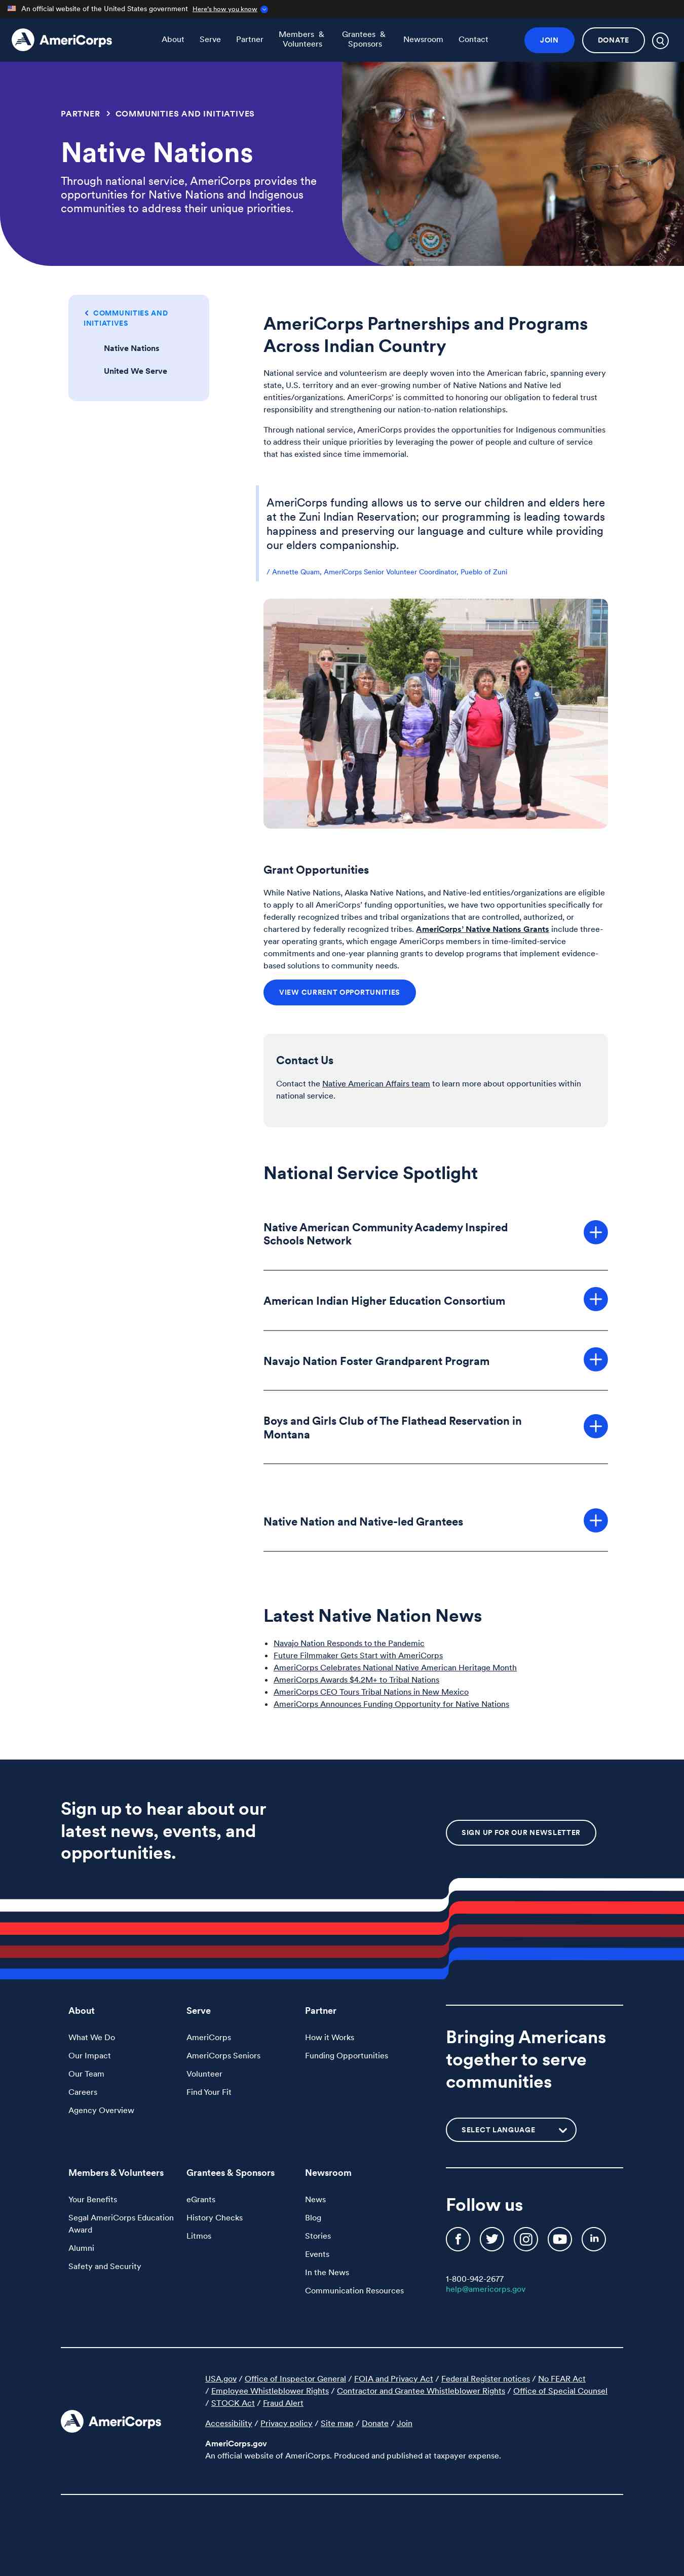 An official website of the United States government Here's how you know
AmeriCorps
About
Serve
Partner
Members & Volunteers
Grantees & Sponsors
Newsroom
Contact
JOIN
DONATE
PARTNER > COMMUNITIES AND INITIATIVES
Native Nations
Through national service, AmeriCorps provides the
opportunities for Native Nations and Indigenous
communities to address their unique priorities.
< COMMUNITIES AND
INITIATIVES
Native Nations
United We Serve
AmeriCorps Partnerships and Programs
Across Indian Country
National service and volunteerism are deeply woven into the American fabric, spanning every
state, U.S. territory and an ever-growing number of Native Nations and Native led
entities/organizations. AmeriCorps' is committed to honoring our obligation to federal trust
responsibility and strengthening our nation-to-nation relationships.
Through national service, AmeriCorps provides the opportunities for Indigenous communities
to address their unique priorities by leveraging the power of people and culture of service
that has existed since time immemorial.
AmeriCorps funding allows us to serve our children and elders here
at the Zuni Indian Reservation; our programming is leading towards
happiness and preserving our language and culture while providing
our elders companionship.
/ Annette Quam, AmeriCorps Senior Volunteer Coordinator, Pueblo of Zuni
Grant Opportunities
While Native Nations, Alaska Native Nations, and Native-led entities/organizations are eligible
to apply to all AmeriCorps' funding opportunities, we have two opportunities specifically for
federally recognized tribes and tribal organizations that are controlled, authorized, or
chartered by federally recognized tribes. AmeriCorps' Native Nations Grants include three-
year operating grants, which engage AmeriCorps members in time-limited-service
commitments and one-year planning grants to develop programs that implement evidence-
based solutions to community needs.
VIEW CURRENT OPPORTUNITIES
Contact Us
Contact the Native American Affairs team to learn more about opportunities within
national service.
National Service Spotlight
Native American Community Academy Inspired
Schools Network
American Indian Higher Education Consortium
Navajo Nation Foster Grandparent Program
Boys and Girls Club of The Flathead Reservation in
Montana
Native Nation and Native-led Grantees
Latest Native Nation News
• Navajo Nation Responds to the Pandemic
• Future Filmmaker Gets Start with AmeriCorps
• AmeriCorps Celebrates National Native American Heritage Month
• AmeriCorps Awards $4.2M+ to Tribal Nations
• AmeriCorps CEO Tours Tribal Nations in New Mexico
• AmeriCorps Announces Funding Opportunity for Native Nations
Sign up to hear about our
latest news, events, and
opportunities.
SIGN UP FOR OUR NEWSLETTER
About
What We Do
Our Impact
Our Team
Careers
Agency Overview
Serve
AmeriCorps
AmeriCorps Seniors
Volunteer
Find Your Fit
Partner
How it Works
Funding Opportunities
Bringing Americans
together to serve
communities
SELECT LANGUAGE
Members & Volunteers
Your Benefits
Segal AmeriCorps Education
Award
Alumni
Safety and Security
Grantees & Sponsors
eGrants
History Checks
Litmos
Newsroom
News
Blog
Stories
Events
In the News
Communication Resources
Follow us
1-800-942-2677
help@americorps.gov
AmeriCorps
USA.gov / Office of Inspector General / FOIA and Privacy Act / Federal Register notices / No FEAR Act
/ Employee Whistleblower Rights / Contractor and Grantee Whistleblower Rights / Office of Special Counsel
/ STOCK Act / Fraud Alert
Accessibility / Privacy policy / Site map / Donate / Join
AmeriCorps.gov
An official website of AmeriCorps. Produced and published at taxpayer expense.